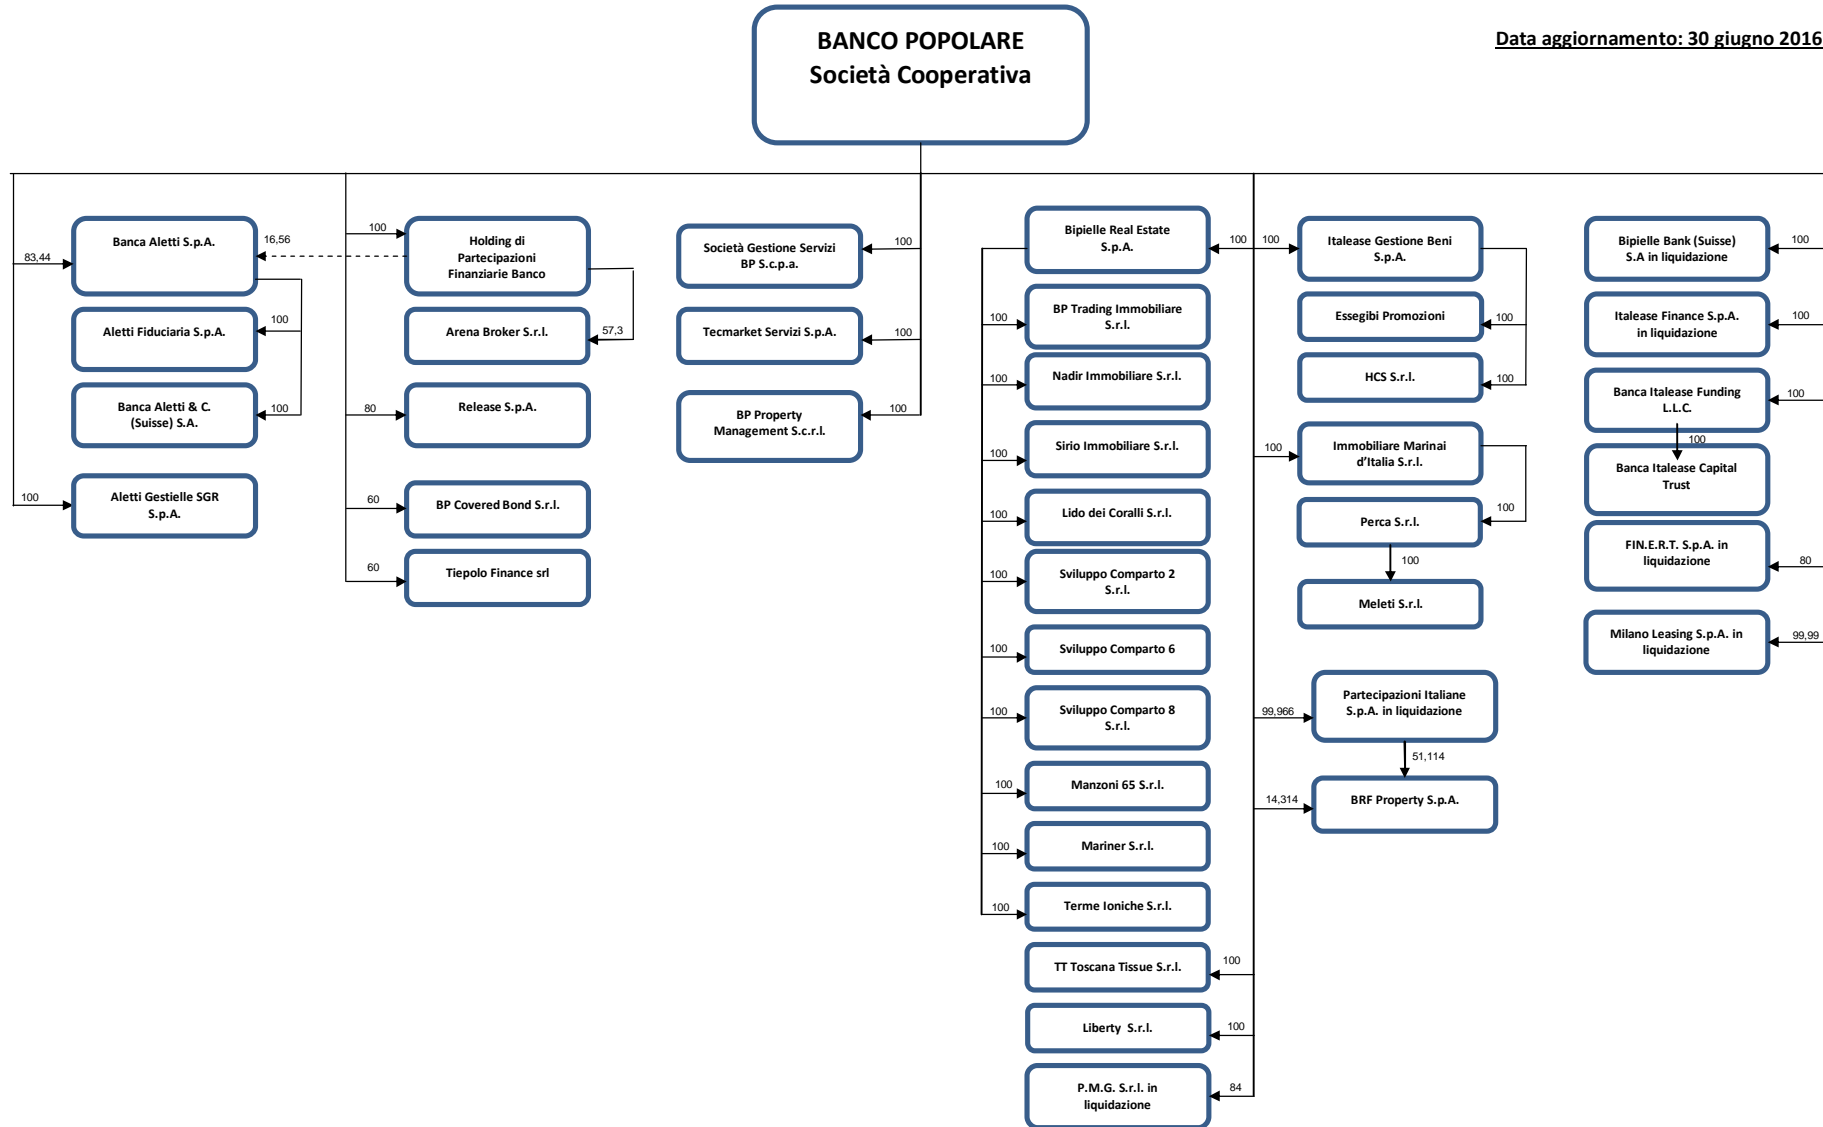 BANCO POPOLARE
Società Cooperativa
Data aggiornamento: 30 giugno 2016
83,44
Banca Aletti S.p.A.
16,56
100
Aletti Fiduciaria S.p.A.
100
Banca Aletti & C.
(Suisse) S.A.
100
Aletti Gestielle SGR
S.p.A.
100
Holding di
Partecipazioni
Finanziarie Banco
Arena Broker S.r.l.
57,3
80
Release S.p.A.
60
BP Covered Bond S.r.l.
60
Tiepolo Finance srl
Società Gestione Servizi
BP S.c.p.a.
100
Tecmarket Servizi S.p.A.
100
BP Property
Management S.c.r.l.
100
Bipielle Real Estate
S.p.A.
100
100
BP Trading Immobiliare
S.r.l.
100
Nadir Immobiliare S.r.l.
100
Sirio Immobiliare S.r.l.
100
Lido dei Coralli S.r.l.
100
Sviluppo Comparto 2
S.r.l.
100
Sviluppo Comparto 6
100
Sviluppo Comparto 8
S.r.l.
100
Manzoni 65 S.r.l.
100
Mariner S.r.l.
100
Terme Ioniche S.r.l.
TT Toscana Tissue S.r.l.
100
Liberty S.r.l.
100
P.M.G. S.r.l. in
liquidazione
84
100
Italease Gestione Beni
S.p.A.
Essegibi Promozioni
100
HCS S.r.l.
100
100
Immobiliare Marinai
d’Italia S.r.l.
Perca S.r.l.
100
100
Meleti S.r.l.
99,966
Partecipazioni Italiane
S.p.A. in liquidazione
51,114
14,314
BRF Property S.p.A.
Bipielle Bank (Suisse)
S.A in liquidazione
100
Italease Finance S.p.A.
in liquidazione
100
Banca Italease Funding
L.L.C.
100
100
Banca Italease Capital
Trust
FIN.E.R.T. S.p.A. in
liquidazione
80
Milano Leasing S.p.A. in
liquidazione
99,99